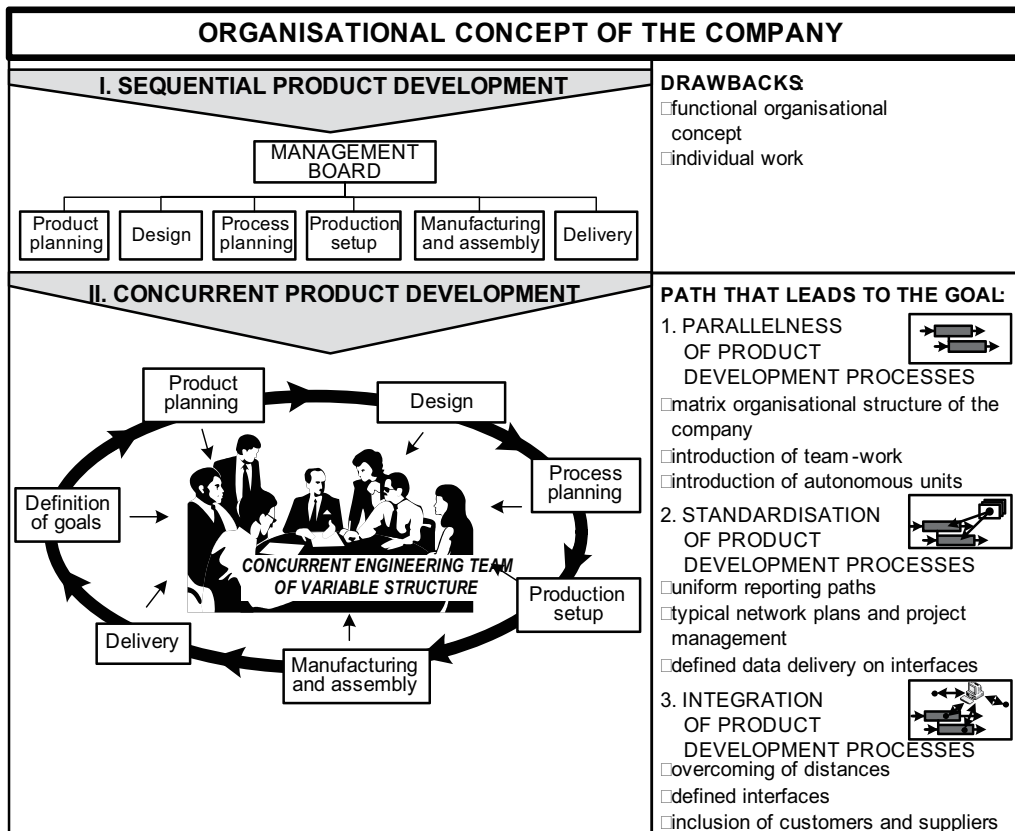 ORGANISATIONAL CONCEPT OF THE COMPANY
I. SEQUENTIAL PRODUCT DEVELOPMENT
MANAGEMENT
BOARD
Product
planning
Design
Process
planning
Production
setup
Manufacturing
and assembly
Delivery
DRAWBACKS:
□functional organisational
concept
□individual work
II. CONCURRENT PRODUCT DEVELOPMENT
Product
planning
Design
Process
planning
Production
setup
Manufacturing
and assembly
Delivery
Definition
of goals
CONCURRENT ENGINEERING TEAM
OF VARIABLE STRUCTURE
PATH THAT LEADS TO THE GOAL:
1. PARALLELNESS
OF PRODUCT
DEVELOPMENT PROCESSES
□matrix organisational structure of the
company
□introduction of team-work
□introduction of autonomous units
2. STANDARDISATION
OF PRODUCT
DEVELOPMENT PROCESSES
□uniform reporting paths
□typical network plans and project
management
□defined data delivery on interfaces
3. INTEGRATION
OF PRODUCT
DEVELOPMENT PROCESSES
□overcoming of distances
□defined interfaces
□inclusion of customers and suppliers